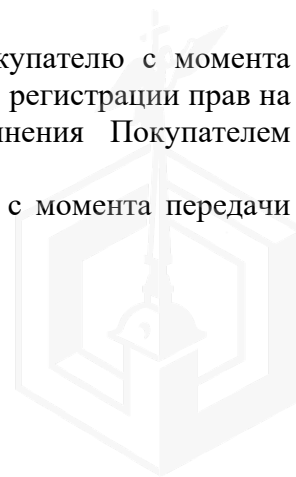 купателю с момента
регистрации прав на
нения Покупателем
с момента передачи